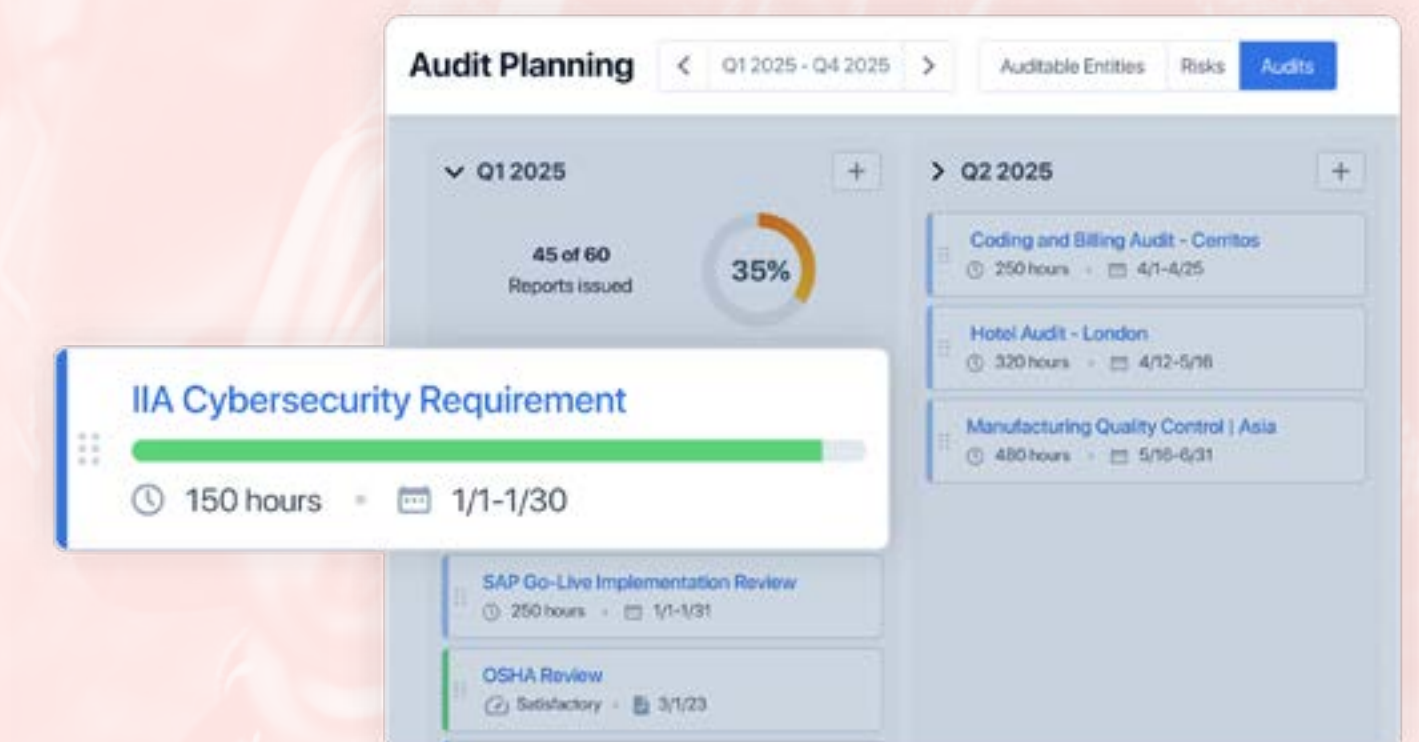 Audit Planning
Q1 2025 - Q4 2025
Auditable Entities
Risks
Audits
Q1 2025
45 of 60
Reports issued
35%
IIA Cybersecurity Requirement
150 hours
1/1-1/30
SAP Go-Live Implementation Review
250 hours
1/1-1/31
OSHA Review
Satisfactory
3/1/23
Q2 2025
Coding and Billing Audit - Cerritos
250 hours
4/1-4/25
Hotel Audit - London
320 hours
4/12-5/16
Manufacturing Quality Control | Asia
480 hours
5/16-6/31